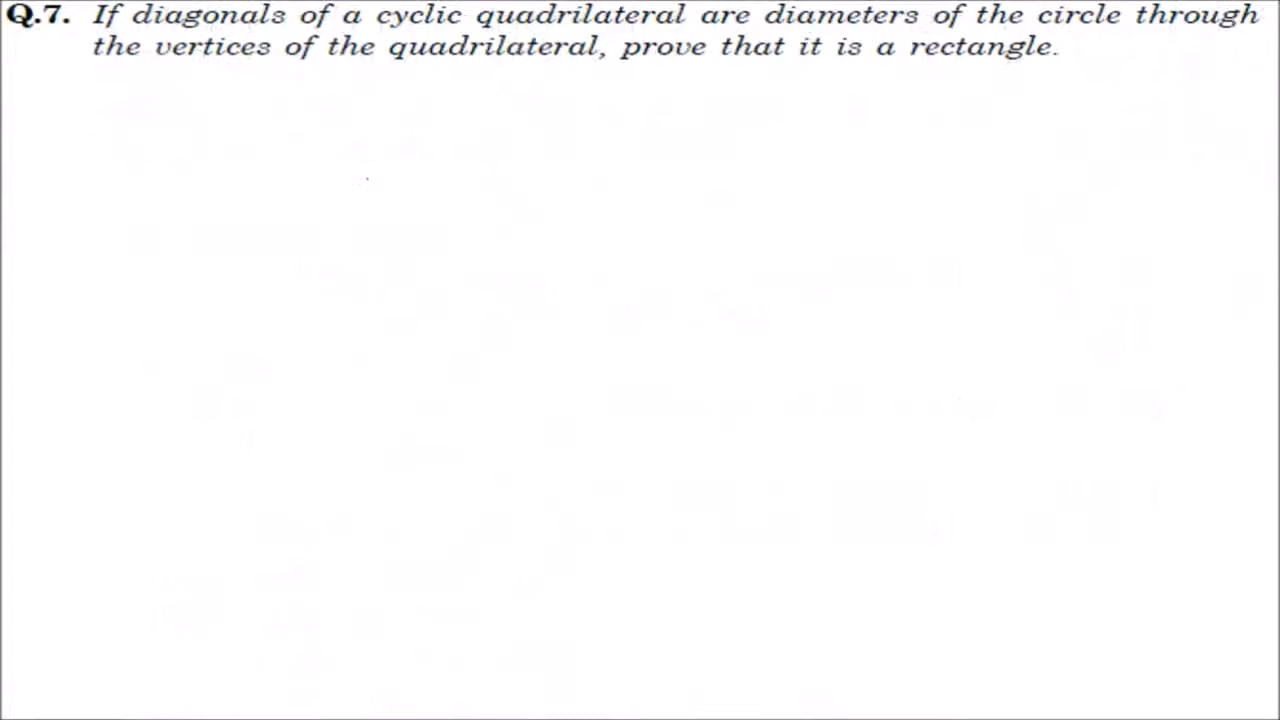 Q.7. If diagonals of a cyclic quadrilateral are diameters of the circle through
the vertices of the quadrilateral, prove that it is a rectangle.